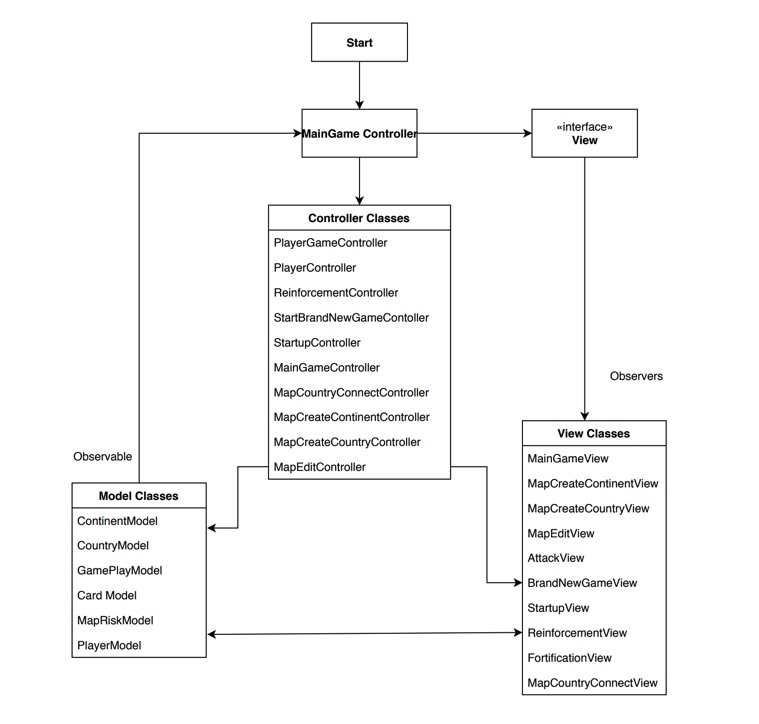 Start
MainGame Controller
«interface»
View
Controller Classes
PlayerGameController
PlayerController
ReinforcementController
StartBrandNewGameContoller
StartupController
MainGameController
MapCountryConnectController
MapCreateContinentController
MapCreateCountryController
MapEditController
Observers
Observable
Model Classes
ContinentModel
CountryModel
GamePlayModel
Card Model
MapRiskModel
PlayerModel
View Classes
MainGameView
MapCreateContinentView
MapCreateCountryView
MapEditView
AttackView
BrandNewGameView
StartupView
ReinforcementView
FortificationView
MapCountryConnectView